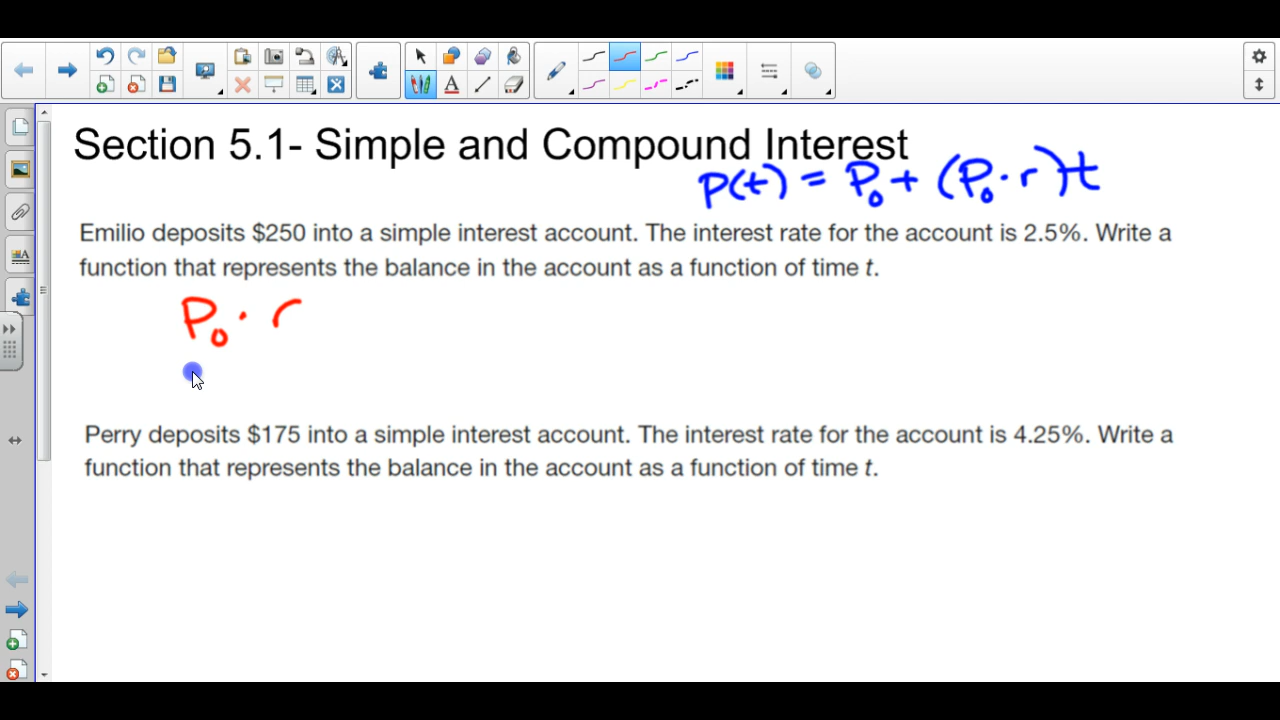 Section 5.1- Simple and Compound Interest
P(t) = P₀ + (P₀ · r)t
Emilio deposits $250 into a simple interest account. The interest rate for the account is 2.5%. Write a
function that represents the balance in the account as a function of time t.
P₀ · r
Perry deposits $175 into a simple interest account. The interest rate for the account is 4.25%. Write a
function that represents the balance in the account as a function of time t.